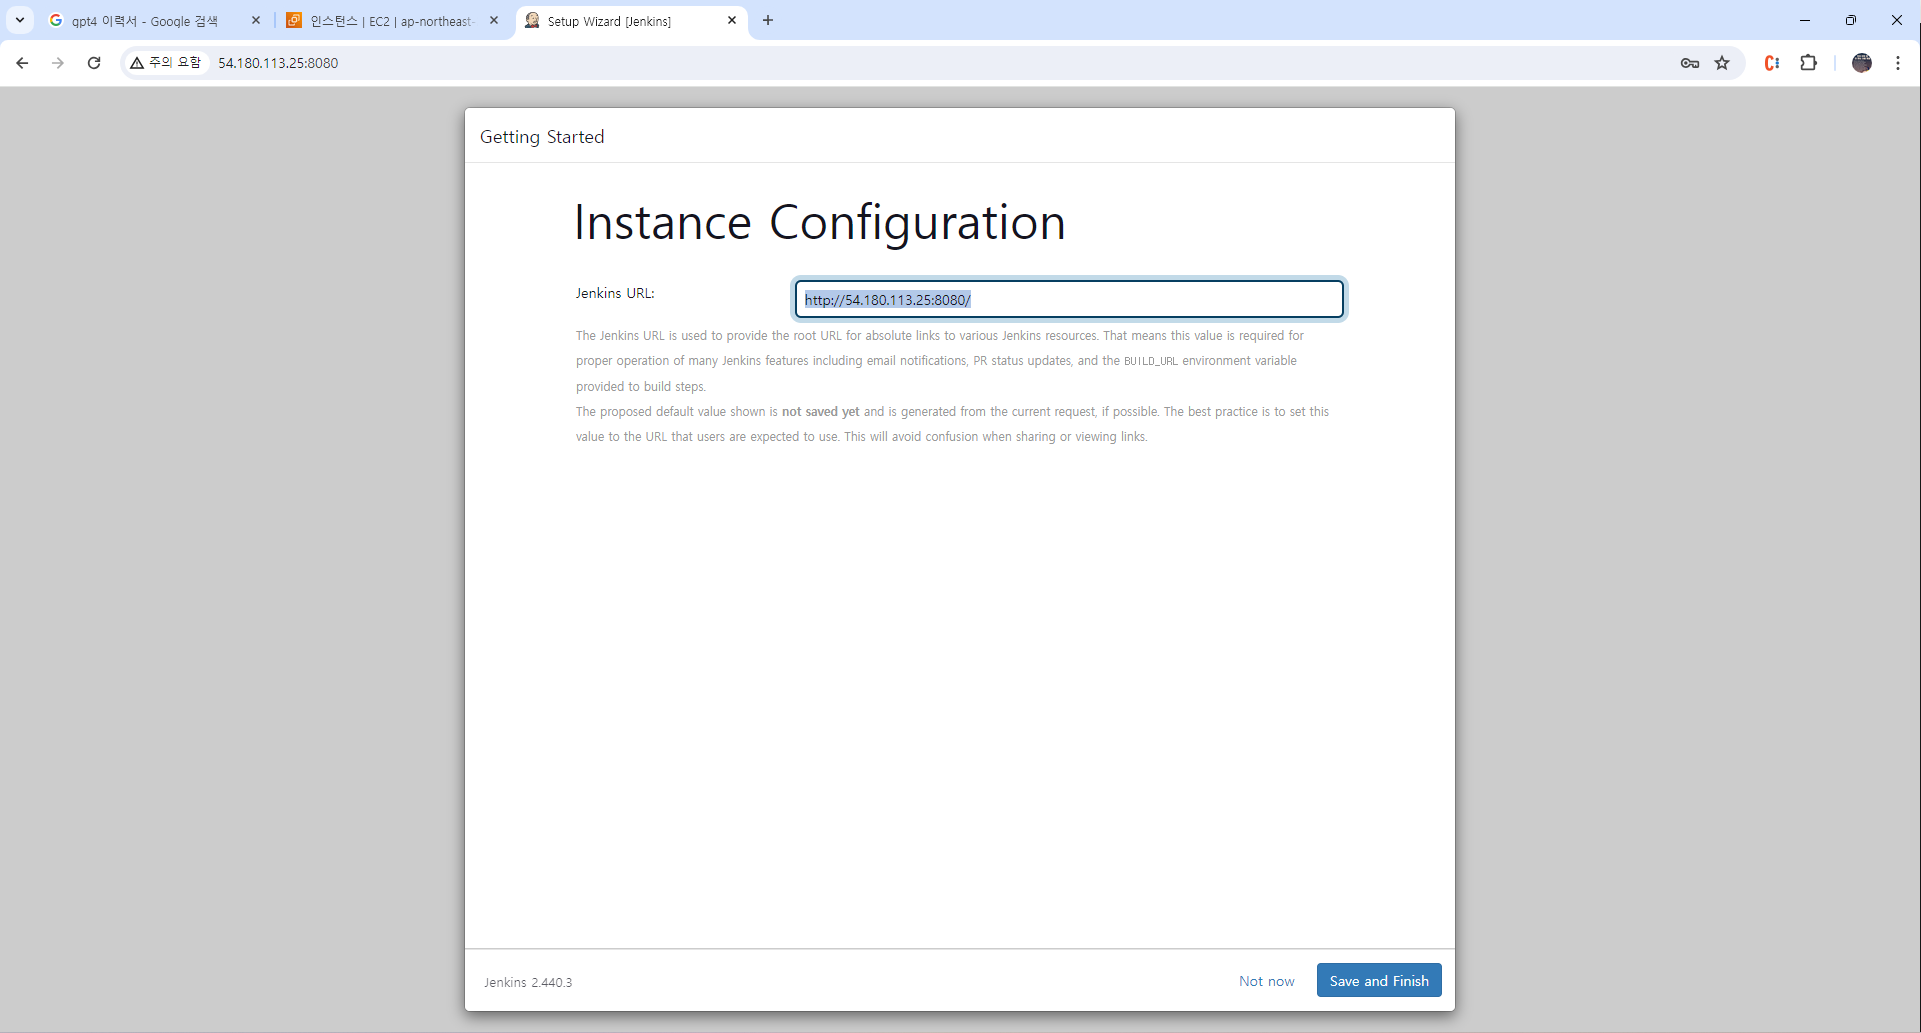 gpt4 이력서 - Google 검색
인스턴스 | EC2 | ap-northeast-
Setup Wizard [Jenkins]
주의 요함
54.180.113.25:8080
Getting Started
Instance Configuration
Jenkins URL:
http://54.180.113.25:8080/
The Jenkins URL is used to provide the root URL for absolute links to various Jenkins resources. That means this value is required for
proper operation of many Jenkins features including email notifications, PR status updates, and the BUILD_URL environment variable
provided to build steps.
The proposed default value shown is not saved yet and is generated from the current request, if possible. The best practice is to set this
value to the URL that users are expected to use. This will avoid confusion when sharing or viewing links.
Jenkins 2.440.3
Not now
Save and Finish